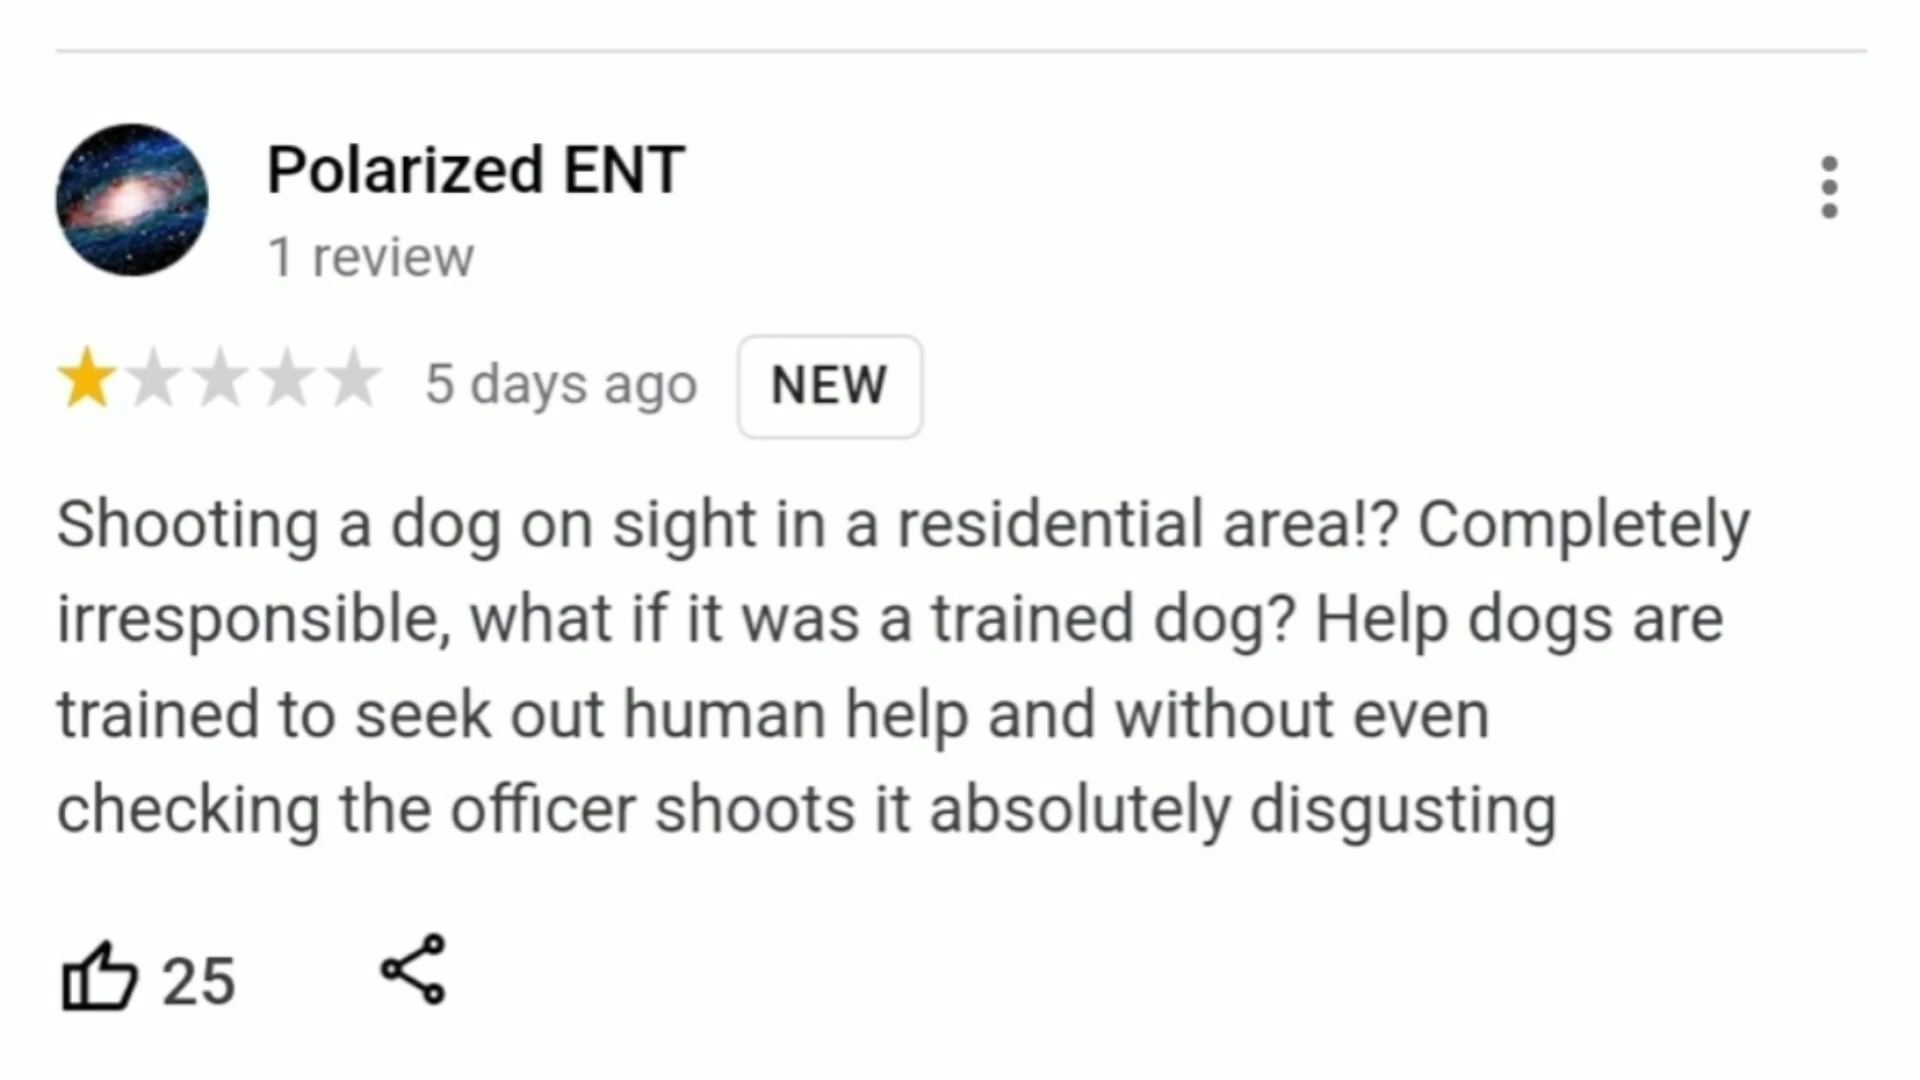 Polarized ENT
1 review
5 days ago NEW
Shooting a dog on sight in a residential area!? Completely
irresponsible, what if it was a trained dog? Help dogs are
trained to seek out human help and without even
checking the officer shoots it absolutely disgusting
25